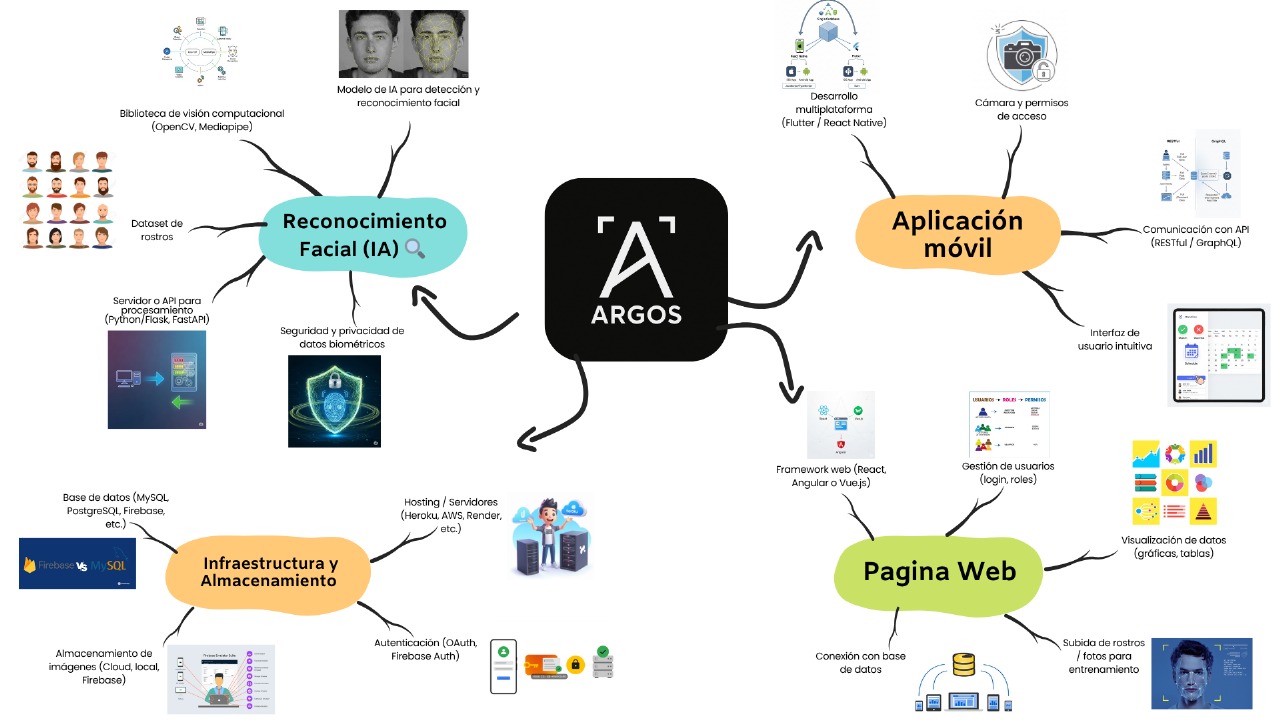 Modelo de IA para detección y
reconocimiento facial
Biblioteca de visión computacional
(OpenCV, Mediapipe)
Dataset de
rostros
Reconocimiento
Facial (IA)
Servidor o API para
procesamiento
(Python/Flask, FastAPI)
Seguridad y privacidad de
datos biométricos
ARGOS
Desarrollo
multiplataforma
(Flutter / React Native)
Cámara y permisos
de acceso
Aplicación
móvil
Comunicación con API
(RESTful / GraphQL)
Interfaz de
usuario intuitiva
Base de datos (MySQL,
PostgreSQL, Firebase,
etc.)
Firebase VS MySQL
Infraestructura y
Almacenamiento
Hosting / Servidores
(Heroku, AWS, Render,
etc.)
Almacenamiento de
imágenes (Cloud, local,
Firebase)
Autenticación (OAuth,
Firebase Auth)
Framework web (React,
Angular o Vue.js)
USUARIOS → ROLES → PERMISOS
Gestión de usuarios
(login, roles)
Pagina Web
Visualización de datos
(gráficas, tablas)
Conexión con base
de datos
Subida de rostros
/ fotos para
entrenamiento